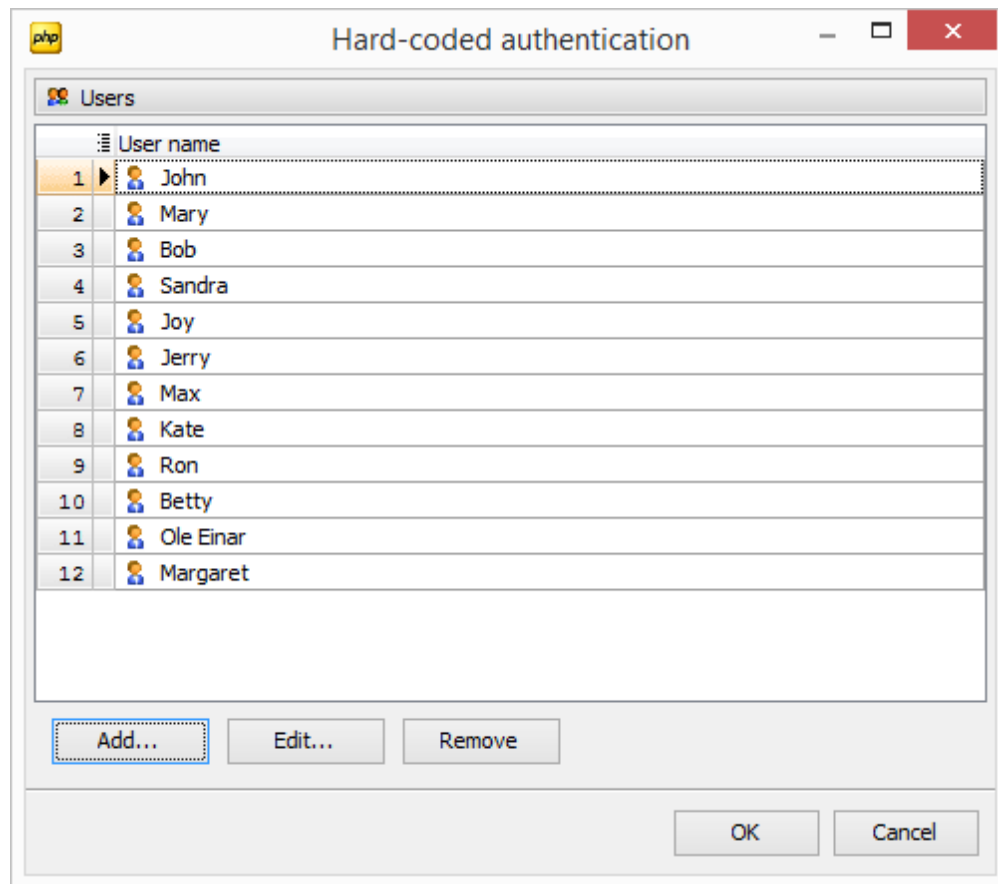 php Hard-coded authentication
Users
User name
1 John
2 Mary
3 Bob
4 Sandra
5 Joy
6 Jerry
7 Max
8 Kate
9 Ron
10 Betty
11 Ole Einar
12 Margaret
Add... Edit... Remove
OK Cancel